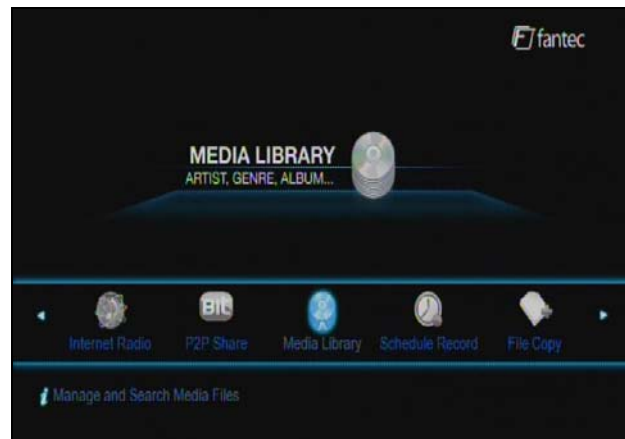 fantec
MEDIA LIBRARY
ARTIST, GENRE, ALBUM...
Bit
Internet Radio
P2P Share
Media Library
Schedule Record
File Copy
Manage and Search Media Files